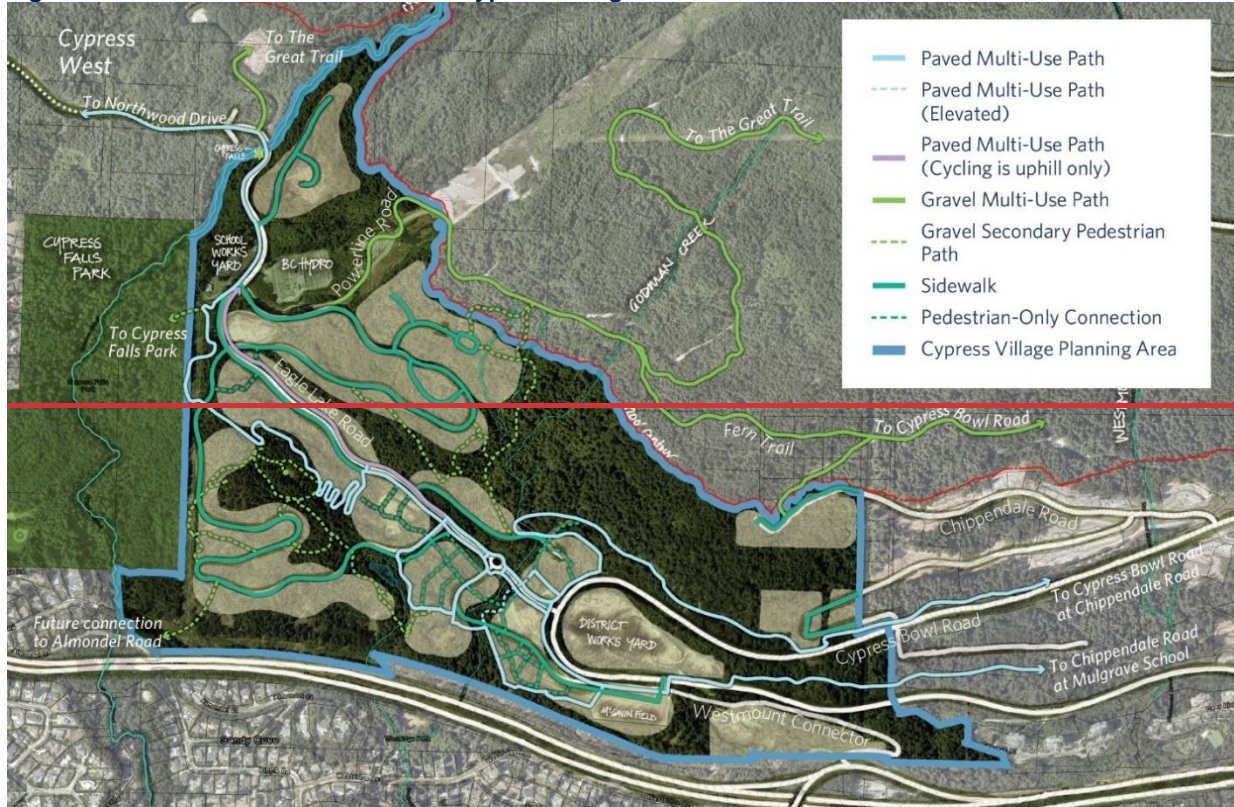 Cypress
West
To The
Great Trail
To Northwood Drive
CYPRESS
FALLS
CYPRESS
FALLS
PARK
SCHOOL
WORKS
YARD
BC HYDRO
Powerline Road
To The Great Trail
GODMAN CREEK
To Cypress
Falls Park
Eagle Lake Road
Fern Trail
To Cypress Bowl Road
Chippendale Road
To Cypress Bowl Road
at Chippendale Road
Cypress Bowl Road
DISTRICT
WORKS YARD
To Chippendale Road
at Mulgrave School
McGAVIN FIELD
Westmount Connector
Future connection
to Almondel Road
Sandy Cove
Paved Multi-Use Path
Paved Multi-Use Path
(Elevated)
Paved Multi-Use Path
(Cycling is uphill only)
Gravel Multi-Use Path
Gravel Secondary Pedestrian
Path
Sidewalk
Pedestrian-Only Connection
Cypress Village Planning Area